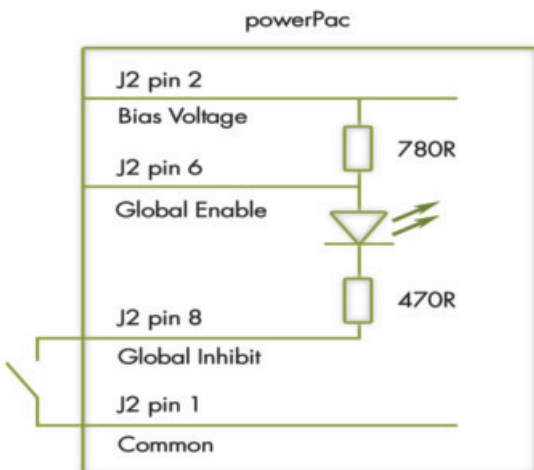 powerPac
J2 pin 2
Bias Voltage
780R
J2 pin 6
Global Enable
470R
J2 pin 8
Global Inhibit
J2 pin 1
Common